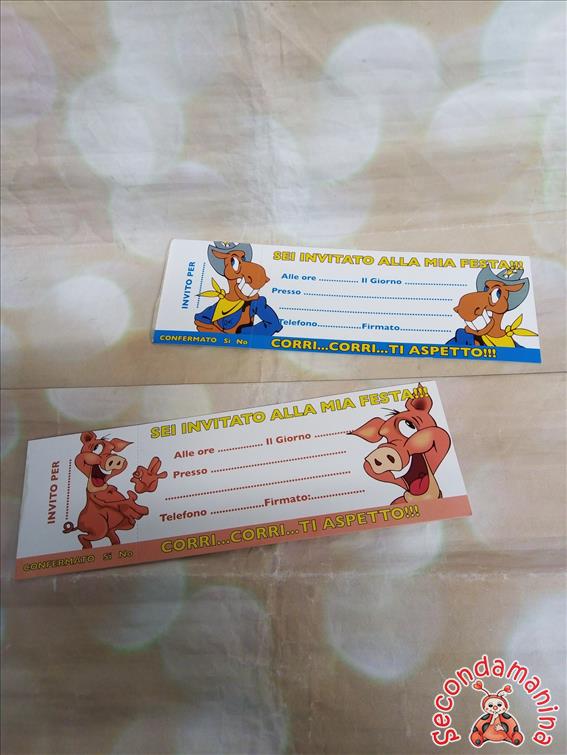 SEI INVITATO ALLA MIA FESTA!!!
INVITO PER ..............
Alle ore .............. Il Giorno ......................
Presso ......................................................
.................................................................
Telefono................Firmato:..................
CONFERMATO Si No
CORRI...CORRI...TI ASPETTO!!!
SEI INVITATO ALLA MIA FESTA!!!
INVITO PER ..............
Alle ore ................ Il Giorno ..............
Presso ..................................................
.................................................................
Telefono ...................Firmato:...................
CONFERMATO Si No
CORRI...CORRI...TI ASPETTO!!!
secondamanina